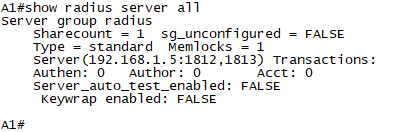 A1#show radius server all
Server group radius
    Sharecount = 1  sg_unconfigured = FALSE
    Type = standard  Memlocks = 1
    Server(192.168.1.5:1812,1813) Transactions:
    Authen: 0   Author: 0       Acct: 0
    Server_auto_test_enabled: FALSE
     Keywrap enabled: FALSE
A1#